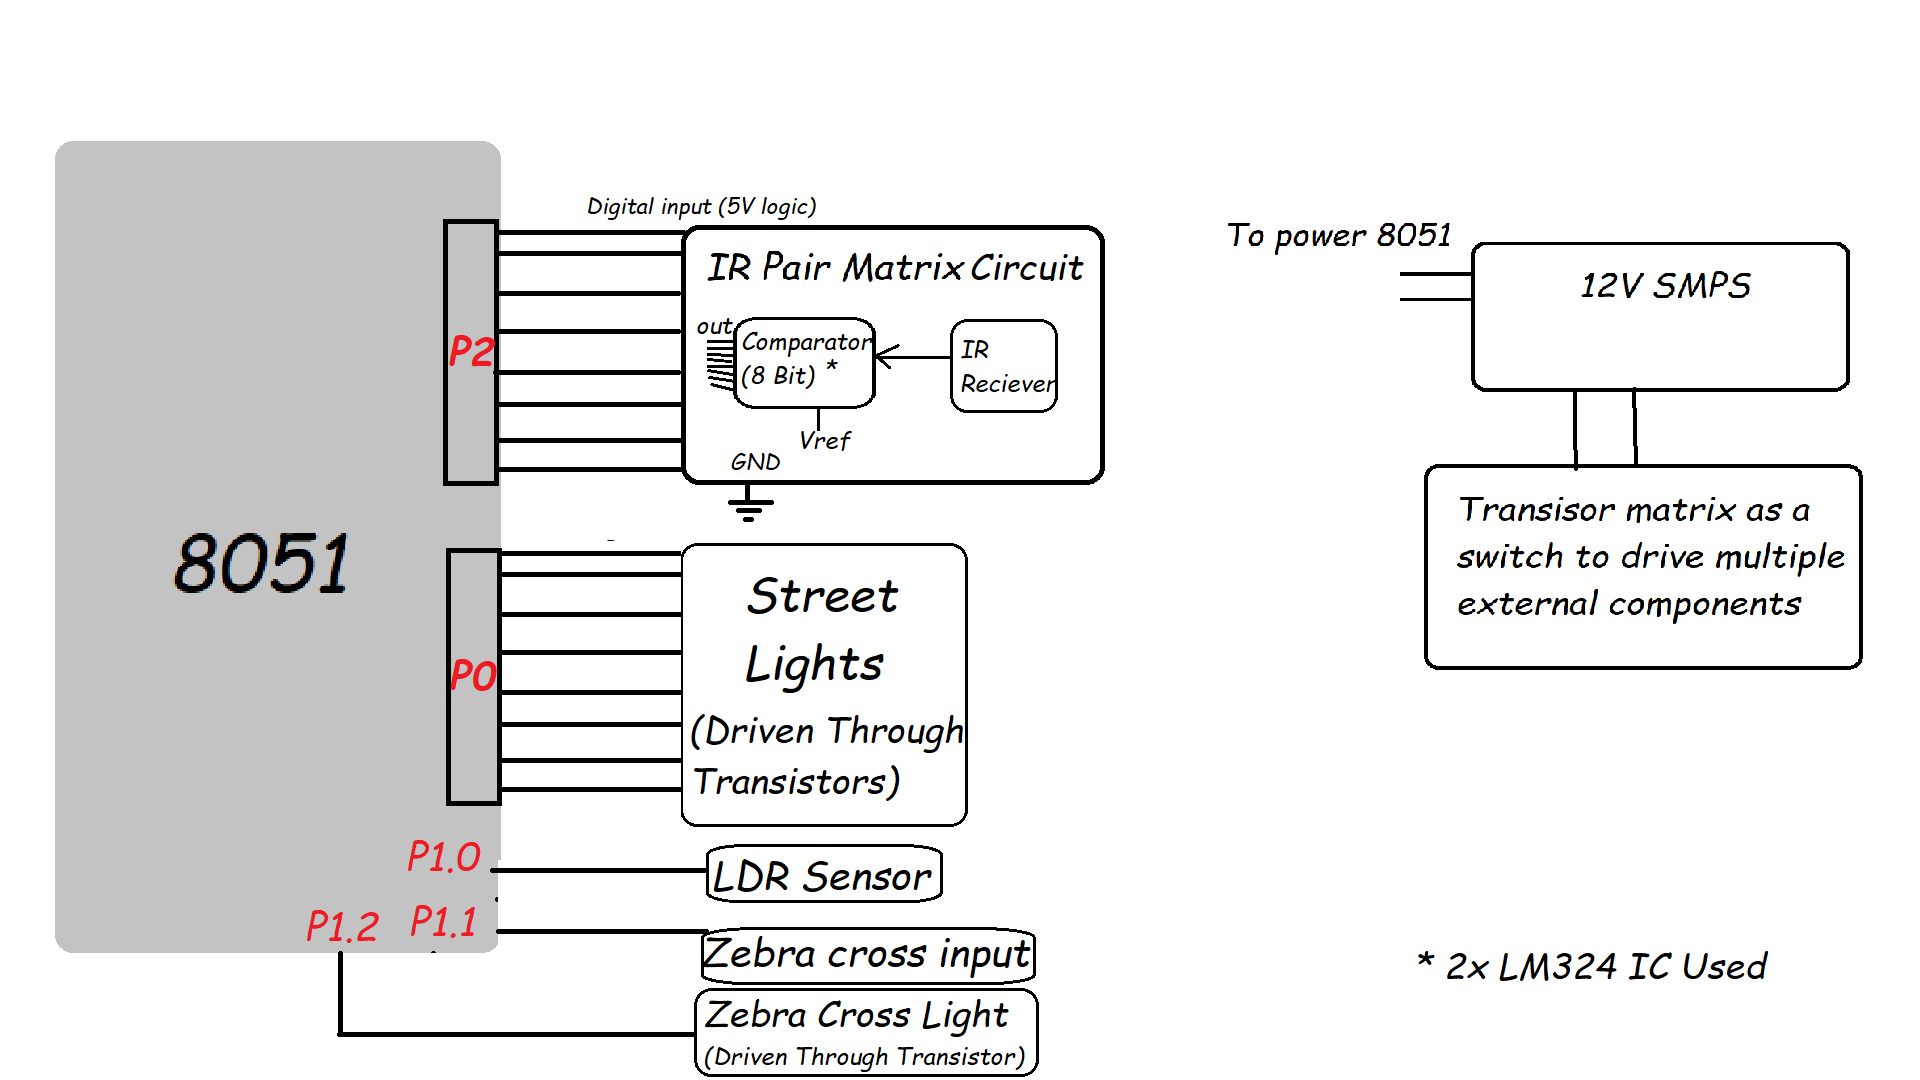 Digital input (5V logic)
IR Pair Matrix Circuit
out
Comparator
(8 Bit) *
IR
Reciever
Vref
GND
P2
8051
P0
Street
Lights
(Driven Through
Transistors)
P1.0
LDR Sensor
P1.1
Zebra cross input
P1.2
Zebra Cross Light
(Driven Through Transistor)
To power 8051
12V SMPS
Transisor matrix as a
switch to drive multiple
external components
* 2x LM324 IC Used